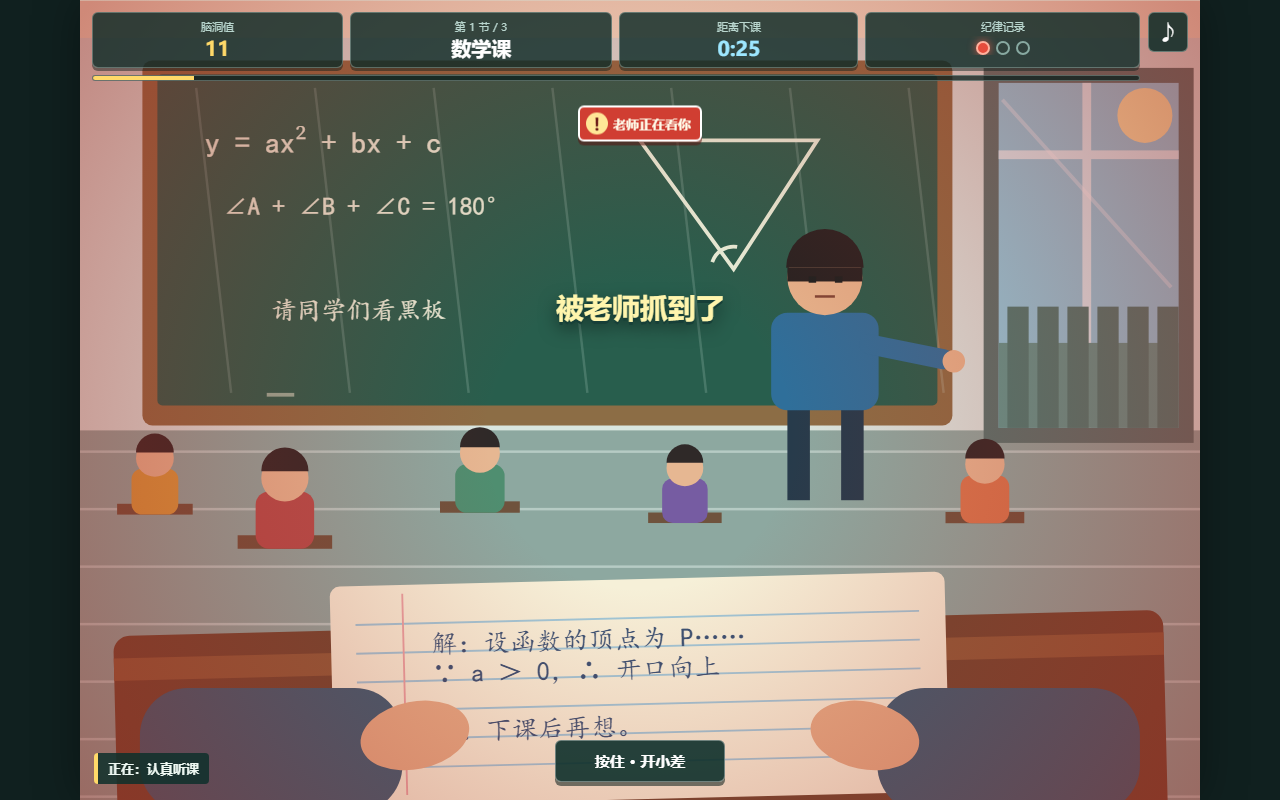 脑洞值
11
第 1 节 / 3
数学课
距离下课
0:25
纪律记录
♪
! 老师正在看你
y = ax² + bx + c
∠A + ∠B + ∠C = 180°
请同学们看黑板
被老师抓到了
解: 设函数的顶点为 P……
∵ a > 0, ∴ 开口向上
下课后再想。
按住·开小差
正在: 认真听课